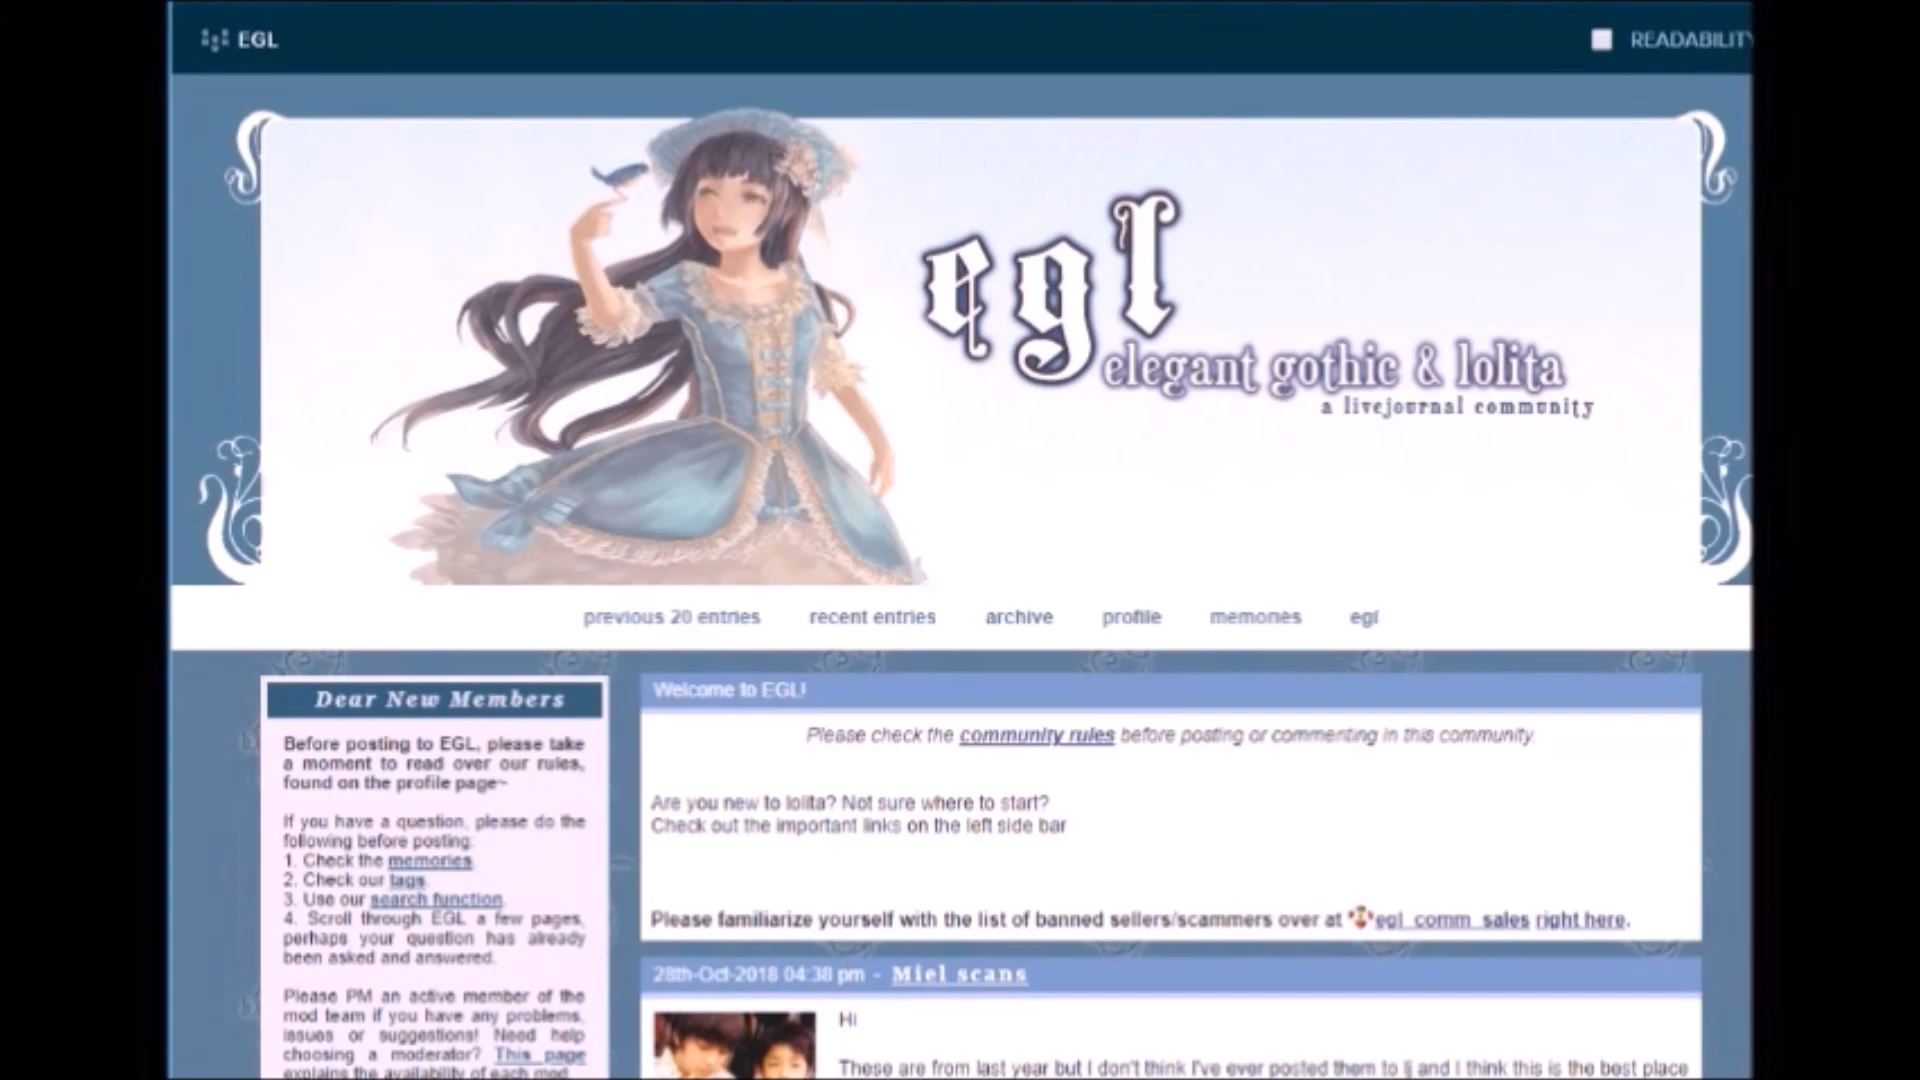 EGL
READABILITY
egl
elegant gothic & lolita
a livejournal community
previous 20 entries recent entries archive profile memories egl
Dear New Members
Before posting to EGL, please take
a moment to read over our rules,
found on the profile page~
If you have a question, please do the
following before posting:
1. Check the memories.
2. Check our tags.
3. Use our search function.
4. Scroll through EGL a few pages,
perhaps your question has already
been asked and answered.
Please PM an active member of the
mod team if you have any problems,
issues or suggestions! Need help
choosing a moderator? This page
explains the availability of each mod.
Welcome to EGL!
Please check the community rules before posting or commenting in this community.
Are you new to lolita? Not sure where to start?
Check out the important links on the left side bar
Please familiarize yourself with the list of banned sellers/scammers over at egl_comm_sales right here.
28th-Oct-2018 04:38 pm - Miel scans
Hi
These are from last year but I don't think I've ever posted them to lj and I think this is the best place